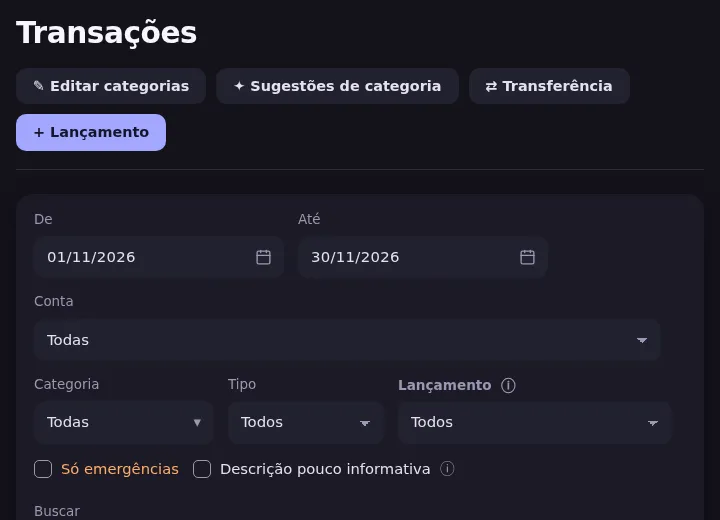 Transações
✎ Editar categorias ✦ Sugestões de categoria ⇄ Transferência
+ Lançamento
De Até
01/11/2026 30/11/2026
Conta
Todas
Categoria Tipo Lançamento ⓘ
Todas Todos Todos
Só emergências Descrição pouco informativa ⓘ
Buscar